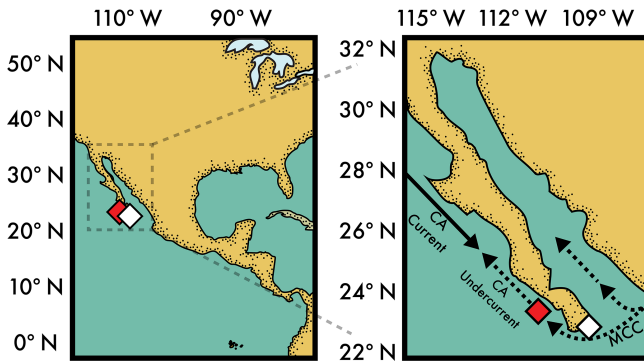 110° W 90° W
115° W 112° W 109° W
50° N
40° N
30° N
20° N
10° N
0° N
32° N
30° N
28° N
26° N
24° N
22° N
CA
Current
CA
Undercurrent
MCC